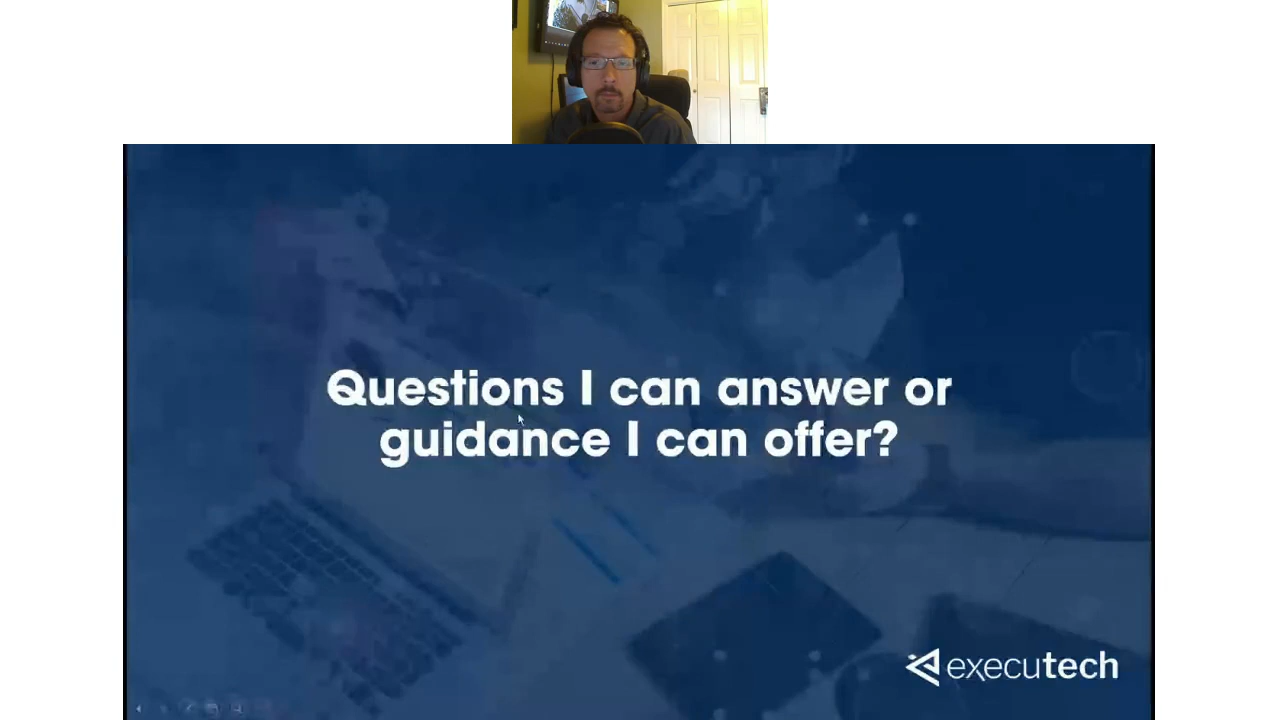 Questions I can answer or
guidance I can offer?
executech